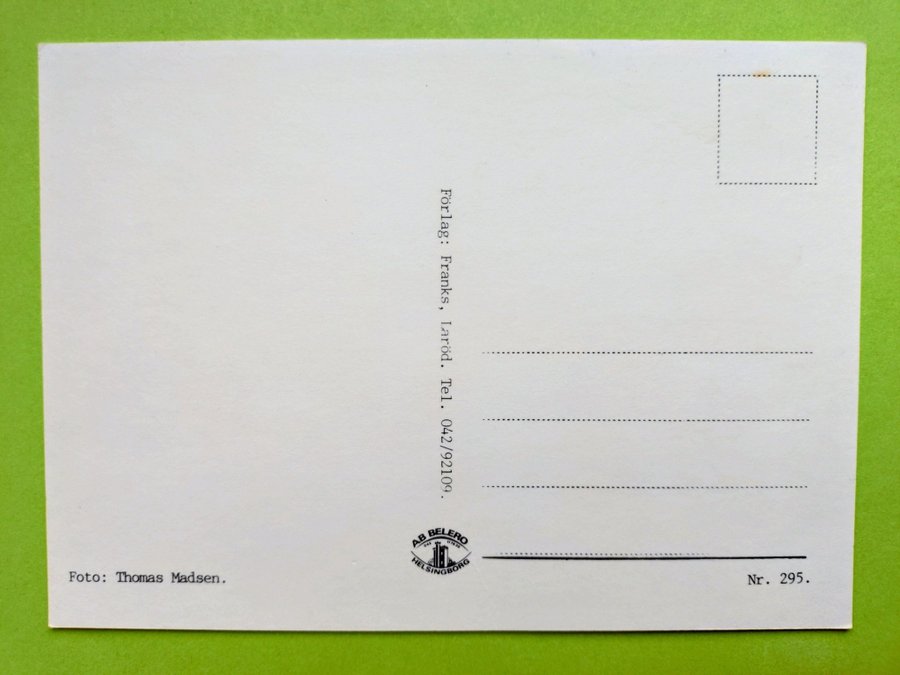 Förlag: Franks, Laröd. Tel. 042/92109.
AB BELERO
HELSINGBORG
Foto: Thomas Madsen.
Nr. 295.